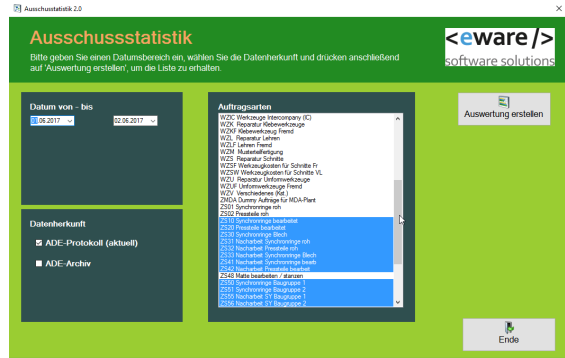 Ausschusstatistik 2.0
Ausschussstatistik
Bitte geben Sie einen Datumsbereich ein, wählen Sie die Datenherkunft und drücken anschließend
auf 'Auswertung erstellen', um die Liste zu
erhalten.
<eware/>
software solutions
Datum von - bis
01.06.2017
02.06.2017
Datenherkunft
ADE-Protokoll (aktuell)
ADE-Archiv
Auftragsarten
WZIC Werkzeuge Intercompany (IC)
WZK Reparatur Klebewerkzeuge
WZKF Klebewerkzeug Fremd
WZL Reparatur Lehren
WZLF Lehren Fremd
WZM Musterteilfertigung
WZS Reparatur Schnitte
WZSF Werkzeugkosten für Schnitte Fr
WZSW Werkzeugkosten für Schnitte VL
WZU Reparatur Umformwerkzeuge
WZUF Umformwerkzeuge Fremd
WZV Verschiedenes (Kst.)
ZMDA Dummy Aufträge für MDA-Plant
ZS01 Synchronringe roh
ZS02 Pressteile roh
ZS10 Synchronringe bearbeitet
ZS20 Pressteile bearbeitet
ZS30 Synchronringe Blech
ZS31 Nacharbeit Synchronringe roh
ZS32 Nacharbeit Pressteile roh
ZS33 Nacharbeit Synchronringe Blech
ZS41 Nacharbeit Synchronringe bearb
ZS42 Nacharbeit Pressteile bearbeit
ZS48 Matte bearbeiten / stanzen
ZS50 Synchronringe Baugruppe 1
ZS51 Synchronringe Baugruppe 2
ZS55 Nacharbeit SY Baugruppe 1
ZS56 Nacharbeit SY Baugruppe 2
Auswertung erstellen
Ende